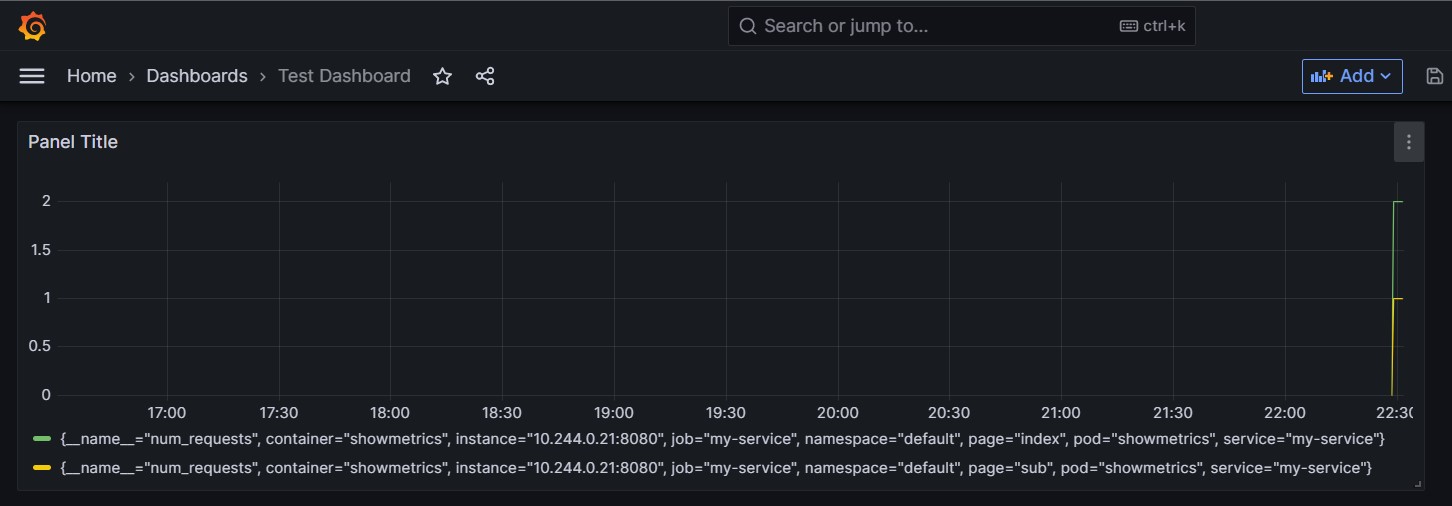 Search or jump to... ctrl+k
Home › Dashboards › Test Dashboard Add
Panel Title
2
1.5
1
0.5
0
17:00 17:30 18:00 18:30 19:00 19:30 20:00 20:30 21:00 21:30 22:00 22:30
{__name__="num_requests", container="showmetrics", instance="10.244.0.21:8080", job="my-service", namespace="default", page="index", pod="showmetrics", service="my-service"}
{__name__="num_requests", container="showmetrics", instance="10.244.0.21:8080", job="my-service", namespace="default", page="sub", pod="showmetrics", service="my-service"}